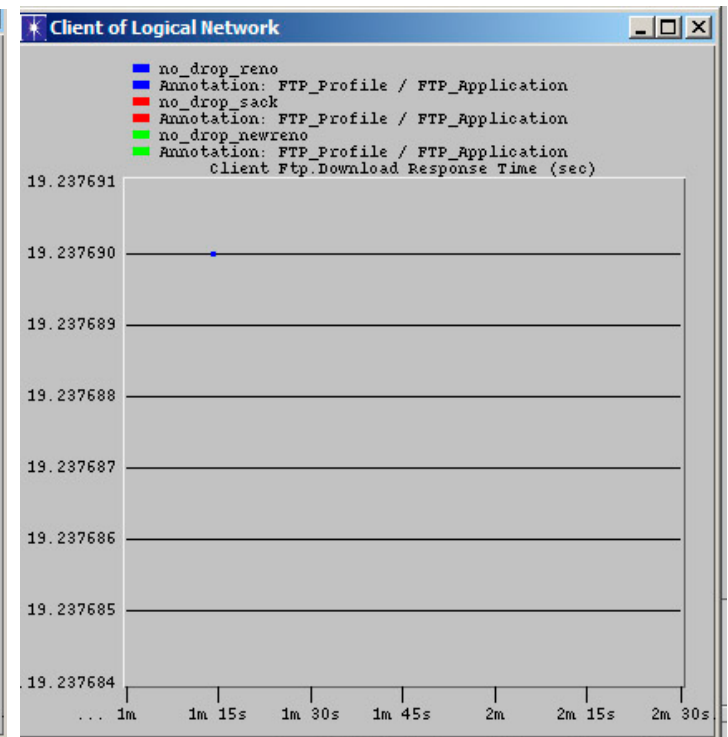 Client of Logical Network
no_drop_reno
Annotation: FTP_Profile / FTP_Application
no_drop_sack
Annotation: FTP_Profile / FTP_Application
no_drop_newreno
Annotation: FTP_Profile / FTP_Application
Client Ftp.Download Response Time (sec)
19.237691
19.237690
19.237689
19.237688
19.237687
19.237686
19.237685
.19.237684
... 1m 1m 15s 1m 30s 1m 45s 2m 2m 15s 2m 30s